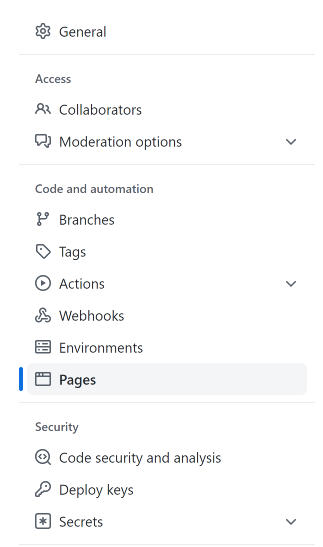 General
Access
Collaborators
Moderation options
Code and automation
Branches
Tags
Actions
Webhooks
Environments
Pages
Security
Code security and analysis
Deploy keys
Secrets